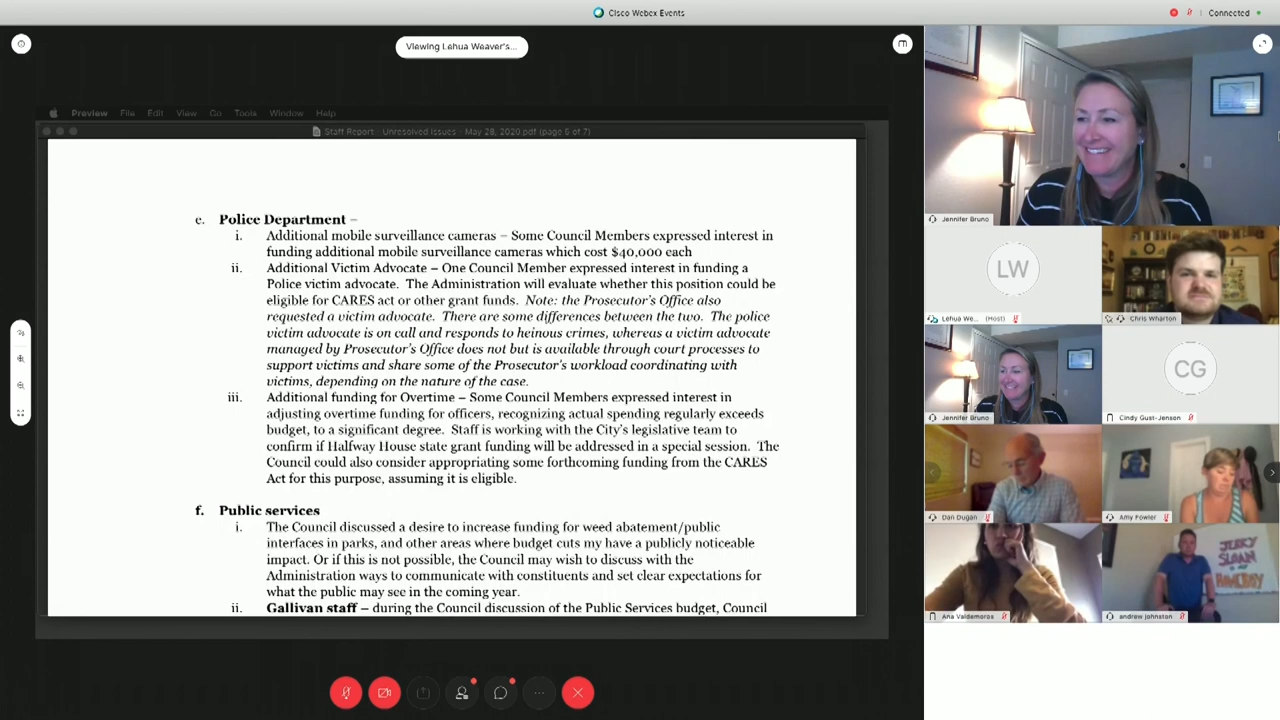 Cisco Webex Events
Connected
Viewing Lehua Weaver's...
Preview File Edit View Go Tools Window Help
Staff Report - Unresolved Issues - May 28, 2020.pdf (page 5 of 7)
e. Police Department –
i. Additional mobile surveillance cameras – Some Council Members expressed interest in
funding additional mobile surveillance cameras which cost $40,000 each
ii. Additional Victim Advocate – One Council Member expressed interest in funding a
Police victim advocate. The Administration will evaluate whether this position could be
eligible for CARES act or other grant funds. Note: the Prosecutor's Office also
requested a victim advocate. There are some differences between the two. The police
victim advocate is on call and responds to heinous crimes, whereas a victim advocate
managed by Prosecutor's Office does not but is available through court processes to
support victims and share some of the Prosecutor's workload coordinating with
victims, depending on the nature of the case.
iii. Additional funding for Overtime – Some Council Members expressed interest in
adjusting overtime funding for officers, recognizing actual spending regularly exceeds
budget, to a significant degree. Staff is working with the City's legislative team to
confirm if Halfway House state grant funding will be addressed in a special session. The
Council could also consider appropriating some forthcoming funding from the CARES
Act for this purpose, assuming it is eligible.
f. Public services
i. The Council discussed a desire to increase funding for weed abatement/public
interfaces in parks, and other areas where budget cuts my have a publicly noticeable
impact. Or if this is not possible, the Council may wish to discuss with the
Administration ways to communicate with constituents and set clear expectations for
what the public may see in the coming year.
ii. Gallivan staff – during the Council discussion of the Public Services budget, Council
Jennifer Bruno
LW
Lehua We... (Host)
Chris Wharton
Jennifer Bruno
CG
Cindy Gust-Jenson
Dan Dugan
Amy Fowler
Ana Valdemoros
JERRY
SLOAN
HOMEBOY
andrew johnston